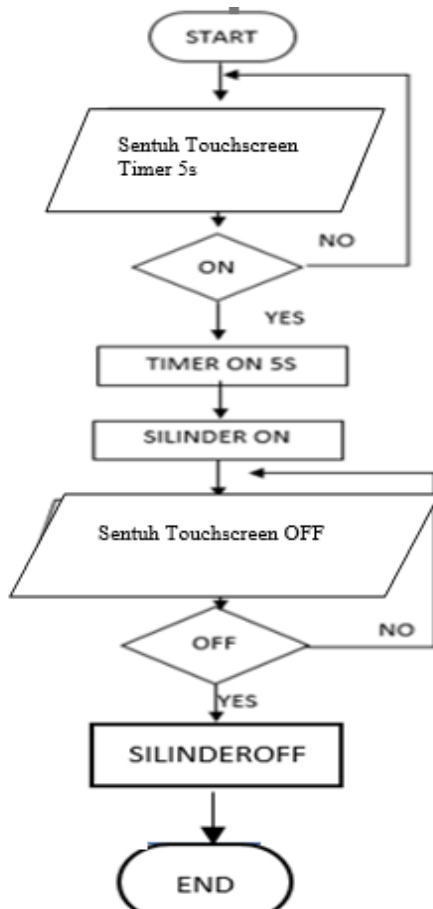 START
Sentuh Touchscreen
Timer 5s
NO
ON
YES
TIMER ON 5S
SILINDER ON
Sentuh Touchscreen OFF
OFF
NO
YES
SILINDEROFF
END